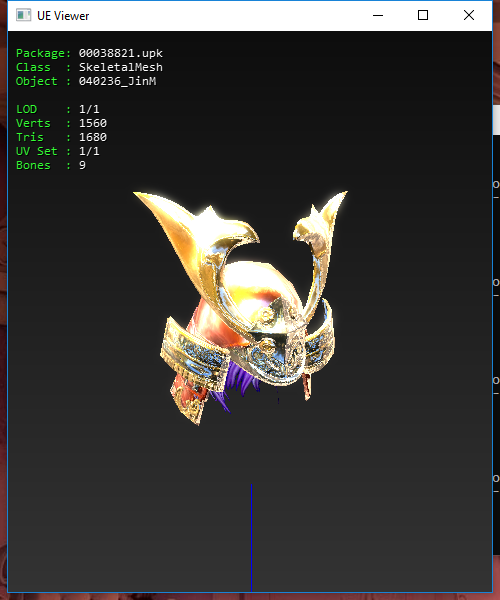 UE Viewer
Package: 00038821.upk
Class : SkeletalMesh
Object : 040236_JinM
LOD : 1/1
Verts : 1560
Tris : 1680
UV Set : 1/1
Bones : 9